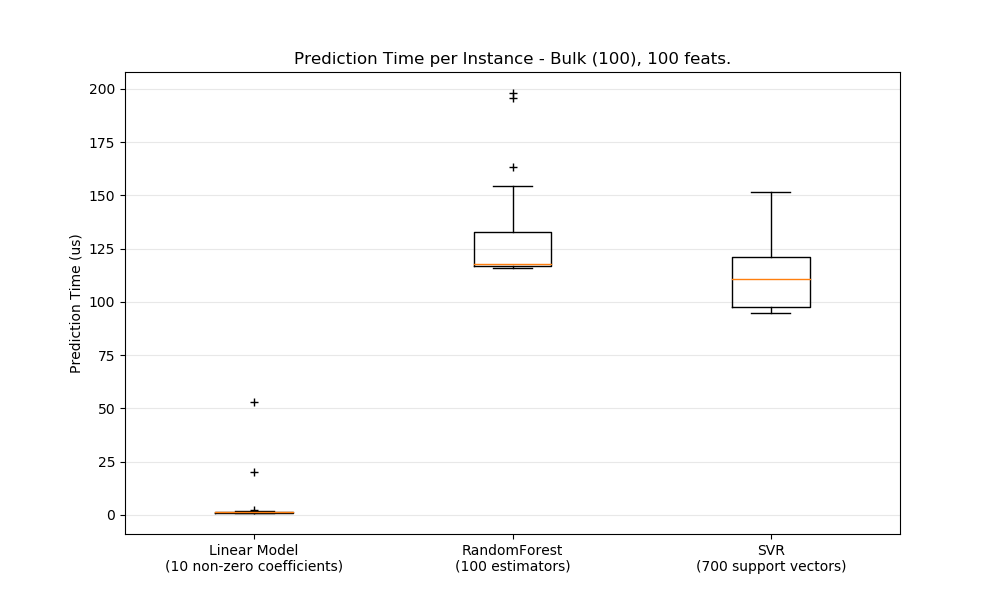 Prediction Time per Instance - Bulk (100), 100 feats.
Prediction Time (us)
200
175
150
125
100
75
50
25
0
Linear Model
(10 non-zero coefficients)
RandomForest
(100 estimators)
SVR
(700 support vectors)